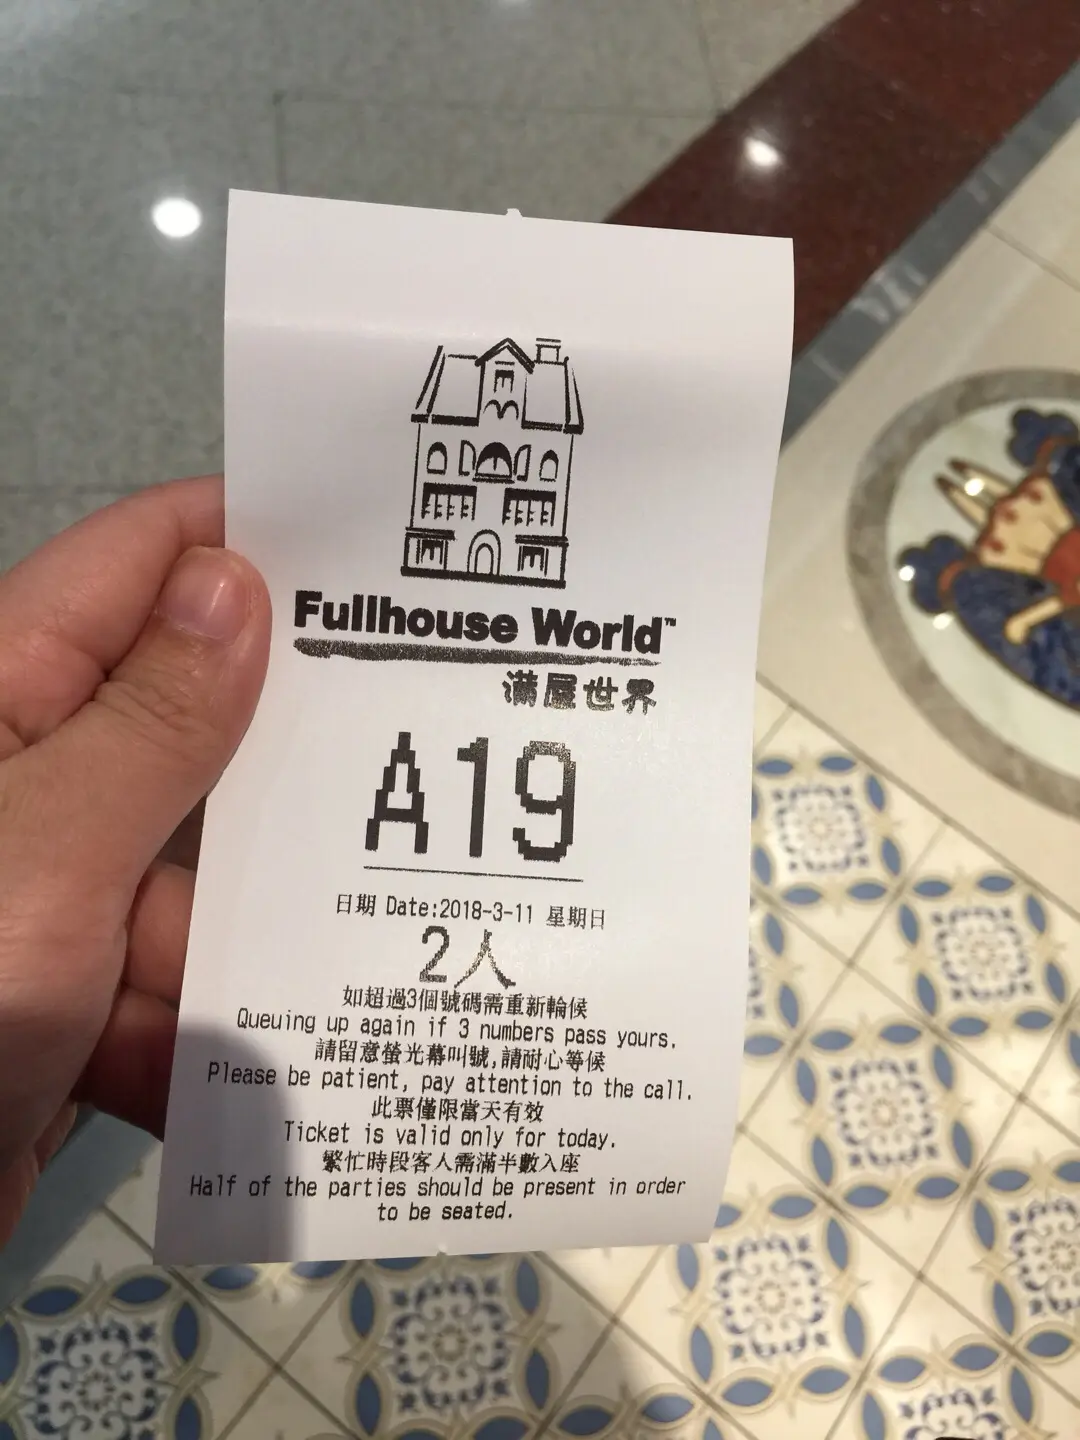 Fullhouse World™
满屋世界
A19
日期 Date:2018-3-11 星期日
2人
如超過3個號碼需重新輪候
Queuing up again if 3 numbers pass yours.
請留意螢光幕叫號,請耐心等候
Please be patient, pay attention to the call.
此票僅限當天有效
Ticket is valid only for today.
繁忙時段客人需滿半數入座
Half of the parties should be present in order
to be seated.